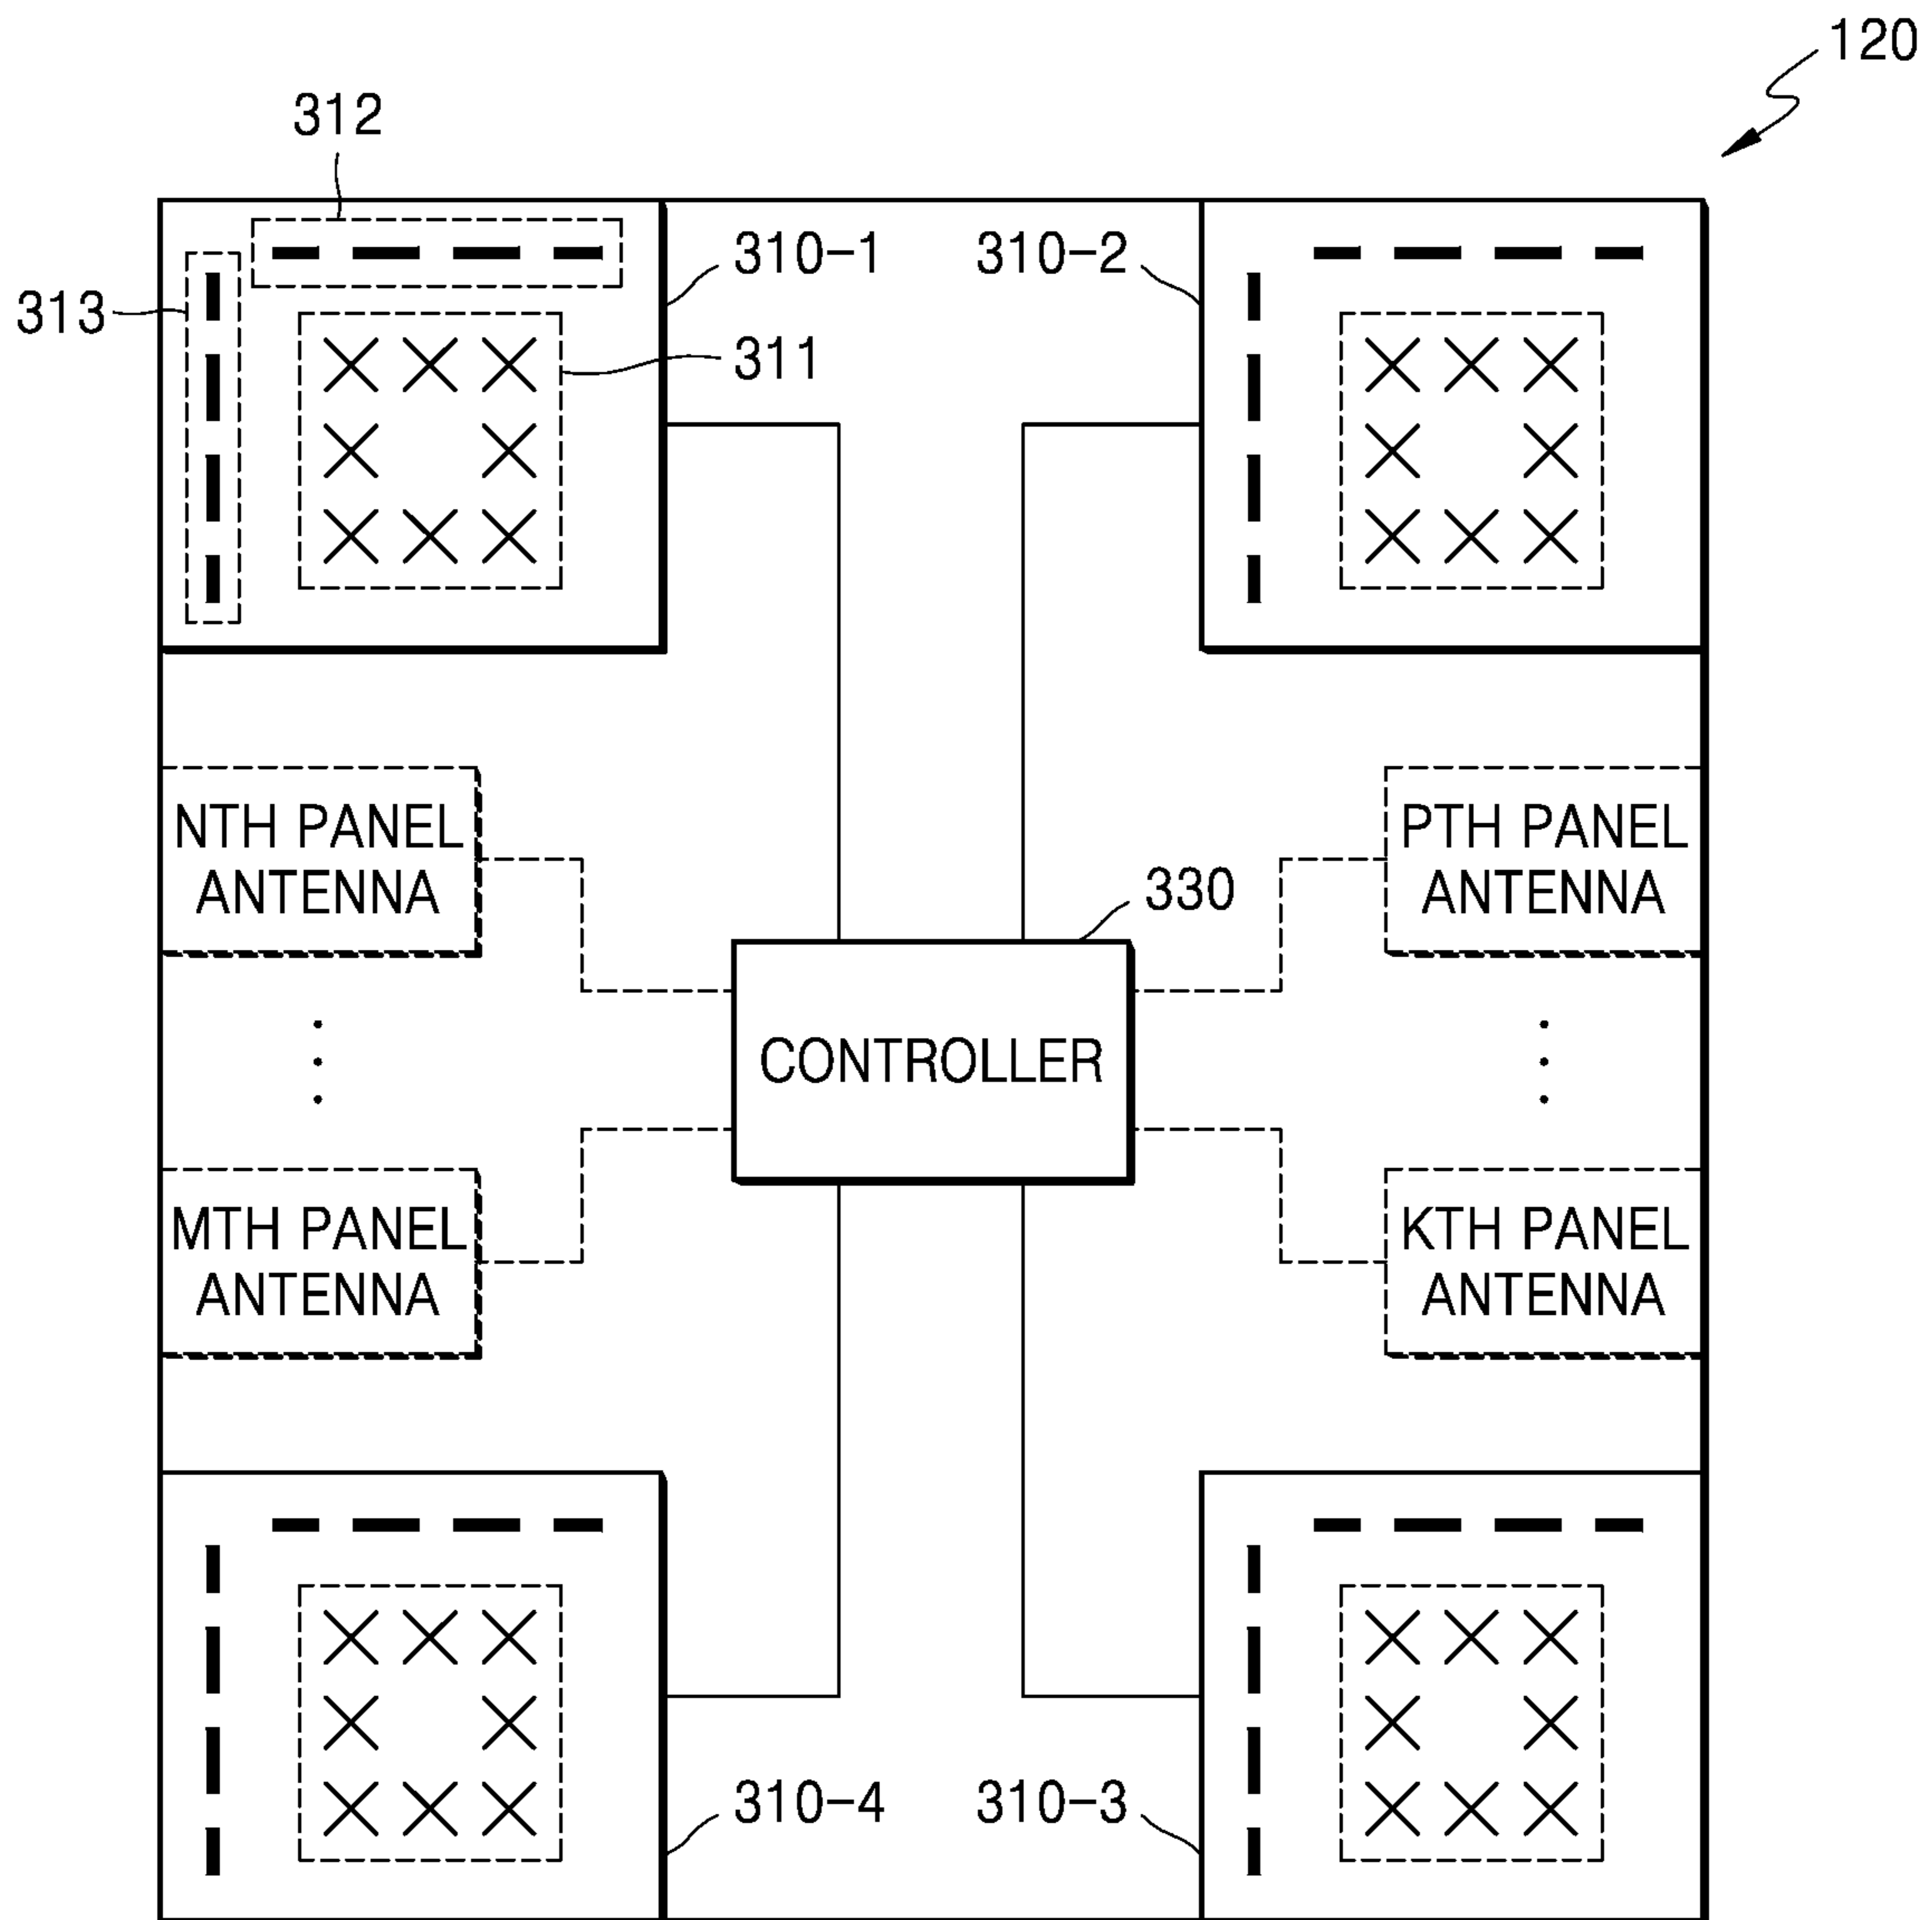 120
312
310-1
310-2
313
311
NTH PANEL
ANTENNA
PTH PANEL
ANTENNA
330
CONTROLLER
MTH PANEL
ANTENNA
KTH PANEL
ANTENNA
310-4
310-3